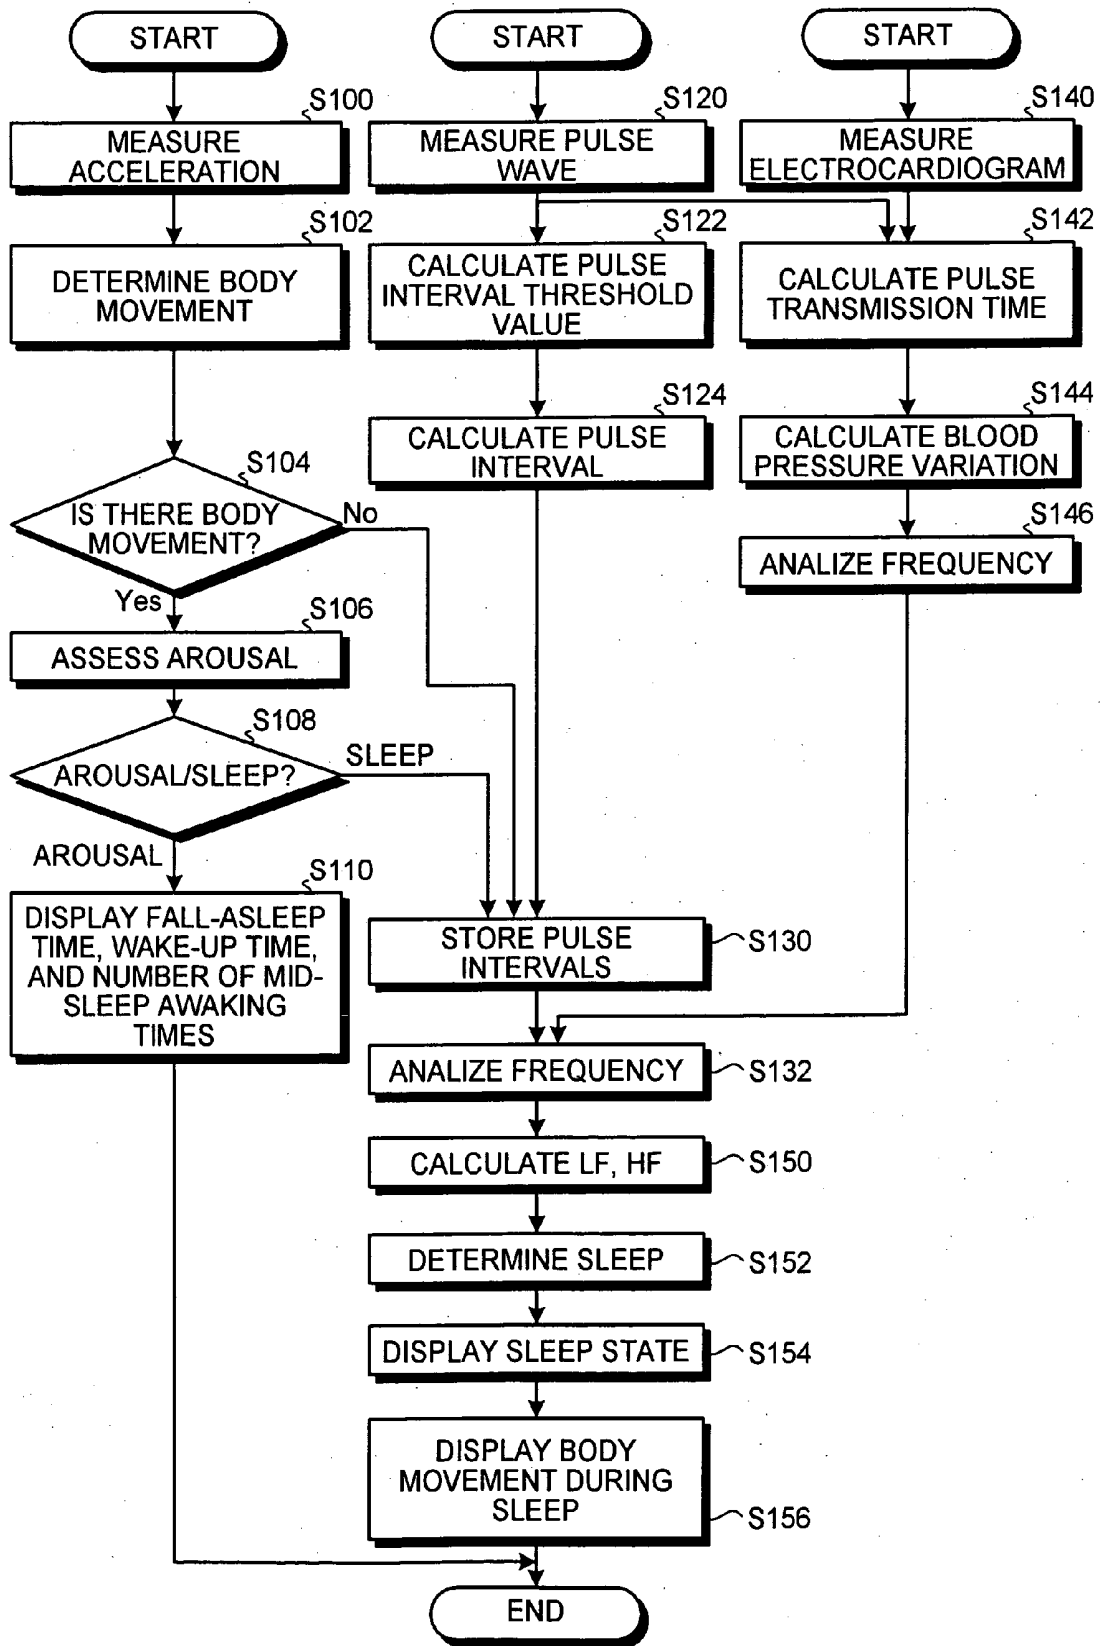 START
S100
MEASURE
ACCELERATION
S102
DETERMINE BODY
MOVEMENT
S104
IS THERE BODY
MOVEMENT?
No
Yes
S106
ASSESS AROUSAL
S108
AROUSAL/SLEEP?
SLEEP
AROUSAL
S110
DISPLAY FALL-ASLEEP
TIME, WAKE-UP TIME,
AND NUMBER OF MID-
SLEEP AWAKING
TIMES
START
S120
MEASURE PULSE
WAVE
S122
CALCULATE PULSE
INTERVAL THRESHOLD
VALUE
S124
CALCULATE PULSE
INTERVAL
START
S140
MEASURE
ELECTROCARDIOGRAM
S142
CALCULATE PULSE
TRANSMISSION TIME
S144
CALCULATE BLOOD
PRESSURE VARIATION
S146
ANALIZE FREQUENCY
STORE PULSE
INTERVALS
S130
ANALIZE FREQUENCY
S132
CALCULATE LF, HF
S150
DETERMINE SLEEP
S152
DISPLAY SLEEP STATE
S154
DISPLAY BODY
MOVEMENT DURING
SLEEP
S156
END